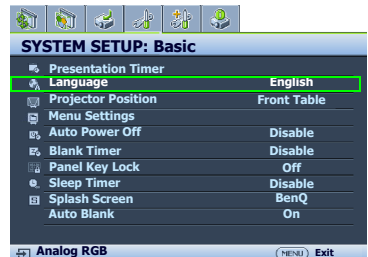 SYSTEM SETUP: Basic
Presentation Timer
Language English
Projector Position Front Table
Menu Settings
Auto Power Off Disable
Blank Timer Disable
Panel Key Lock Off
Sleep Timer Disable
Splash Screen BenQ
Auto Blank On
Analog RGB MENU Exit